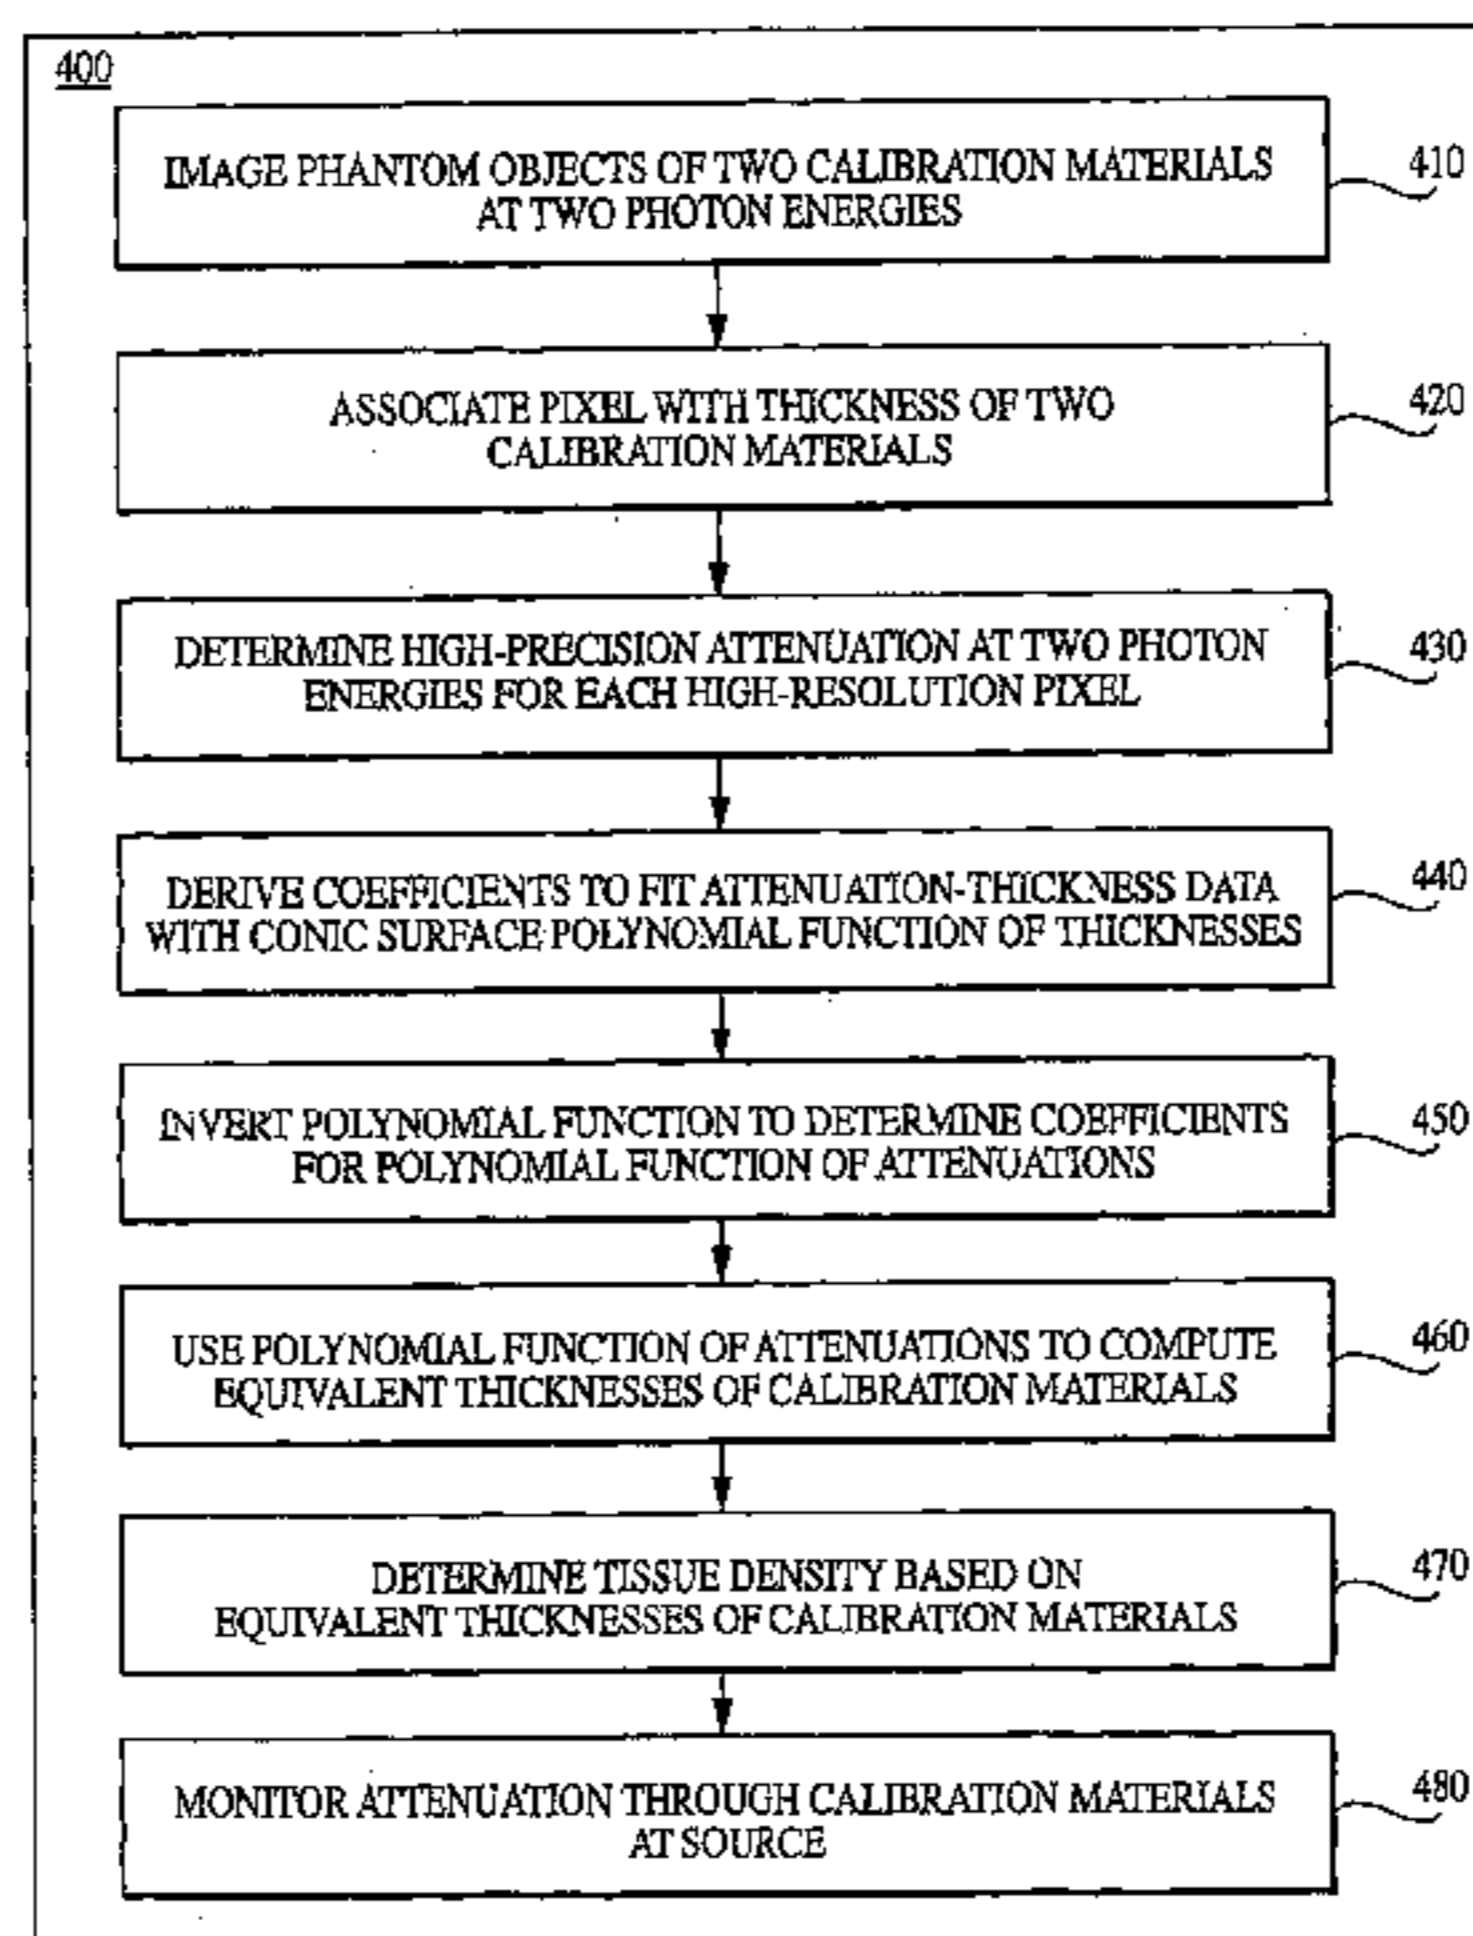 400
IMAGE PHANTOM OBJECTS OF TWO CALIBRATION MATERIALS
AT TWO PHOTON ENERGIES
410
ASSOCIATE PIXEL WITH THICKNESS OF TWO
CALIBRATION MATERIALS
420
DETERMINE HIGH-PRECISION ATTENUATION AT TWO PHOTON
ENERGIES FOR EACH HIGH-RESOLUTION PIXEL
430
DERIVE COEFFICIENTS TO FIT ATTENUATION-THICKNESS DATA
WITH CONIC SURFACE POLYNOMIAL FUNCTION OF THICKNESSES
440
INVERT POLYNOMIAL FUNCTION TO DETERMINE COEFFICIENTS
FOR POLYNOMIAL FUNCTION OF ATTENUATIONS
450
USE POLYNOMIAL FUNCTION OF ATTENUATIONS TO COMPUTE
EQUIVALENT THICKNESSES OF CALIBRATION MATERIALS
460
DETERMINE TISSUE DENSITY BASED ON
EQUIVALENT THICKNESSES OF CALIBRATION MATERIALS
470
MONITOR ATTENUATION THROUGH CALIBRATION MATERIALS
AT SOURCE
480